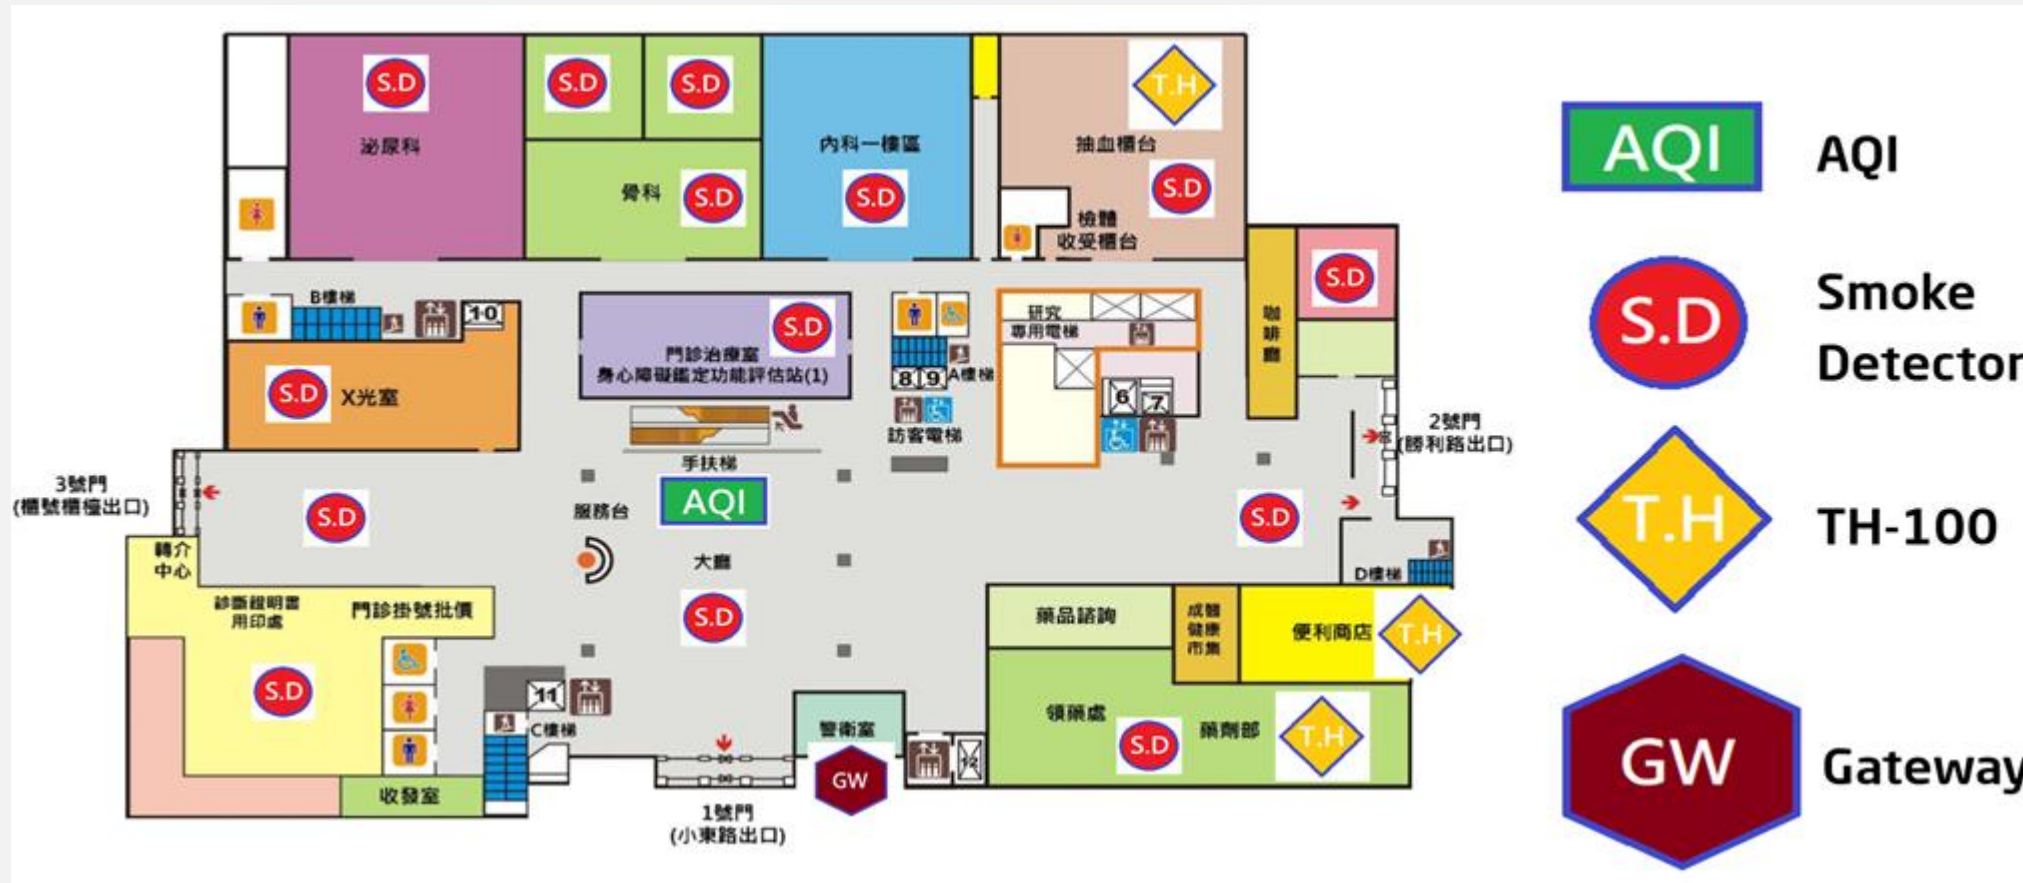 S.D
S.D
S.D
T.H
泌尿科
內科一樓區
抽血櫃台
骨科
S.D
S.D
S.D
檢體
收受櫃台
S.D
B樓梯
10
門診治療室
身心障礙鑑定功能評估站(1)
S.D
研究
專用電梯
咖啡廳
8
9
A樓梯
訪客電梯
6
7
S.D
X光室
手扶梯
2號門
(勝利路出口)
3號門
(櫃號櫃檯出口)
S.D
服務台
AQI
大廳
S.D
S.D
D樓梯
轉介
中心
診斷證明書
用印處
門診掛號批價
S.D
藥品諮詢
成醫
健康
市集
便利商店
T.H
11
C樓梯
警衛室
GW
12
領藥處
S.D
藥劑部
T.H
收發室
1號門
(小東路出口)
AQI
AQI
S.D
Smoke
Detector
T.H
TH-100
GW
Gateway